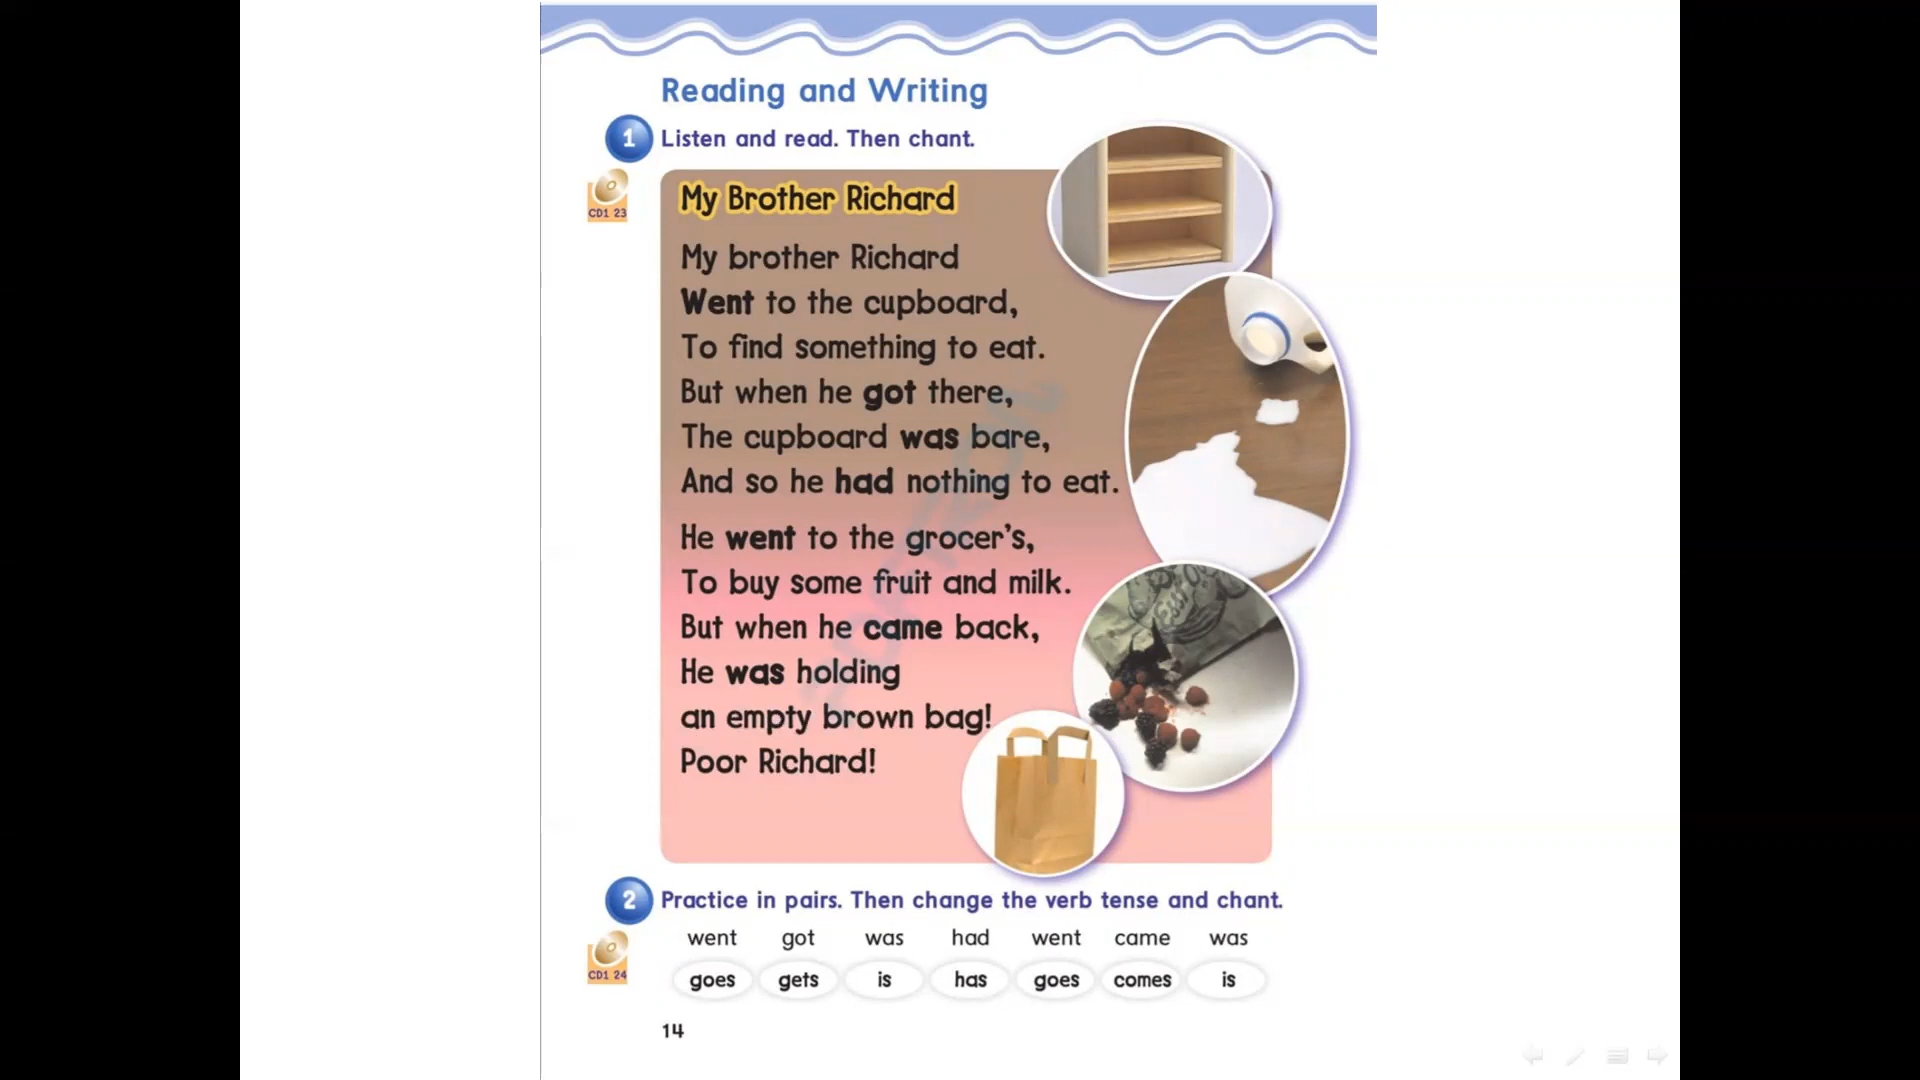 Reading and Writing
1 Listen and read. Then chant.
CD1 23
My Brother Richard
My brother Richard
Went to the cupboard,
To find something to eat.
But when he got there,
The cupboard was bare,
And so he had nothing to eat.
He went to the grocer's,
To buy some fruit and milk.
But when he came back,
He was holding
an empty brown bag!
Poor Richard!
2 Practice in pairs. Then change the verb tense and chant.
CD1 24
went got was had went came was
goes gets is has goes comes is
14